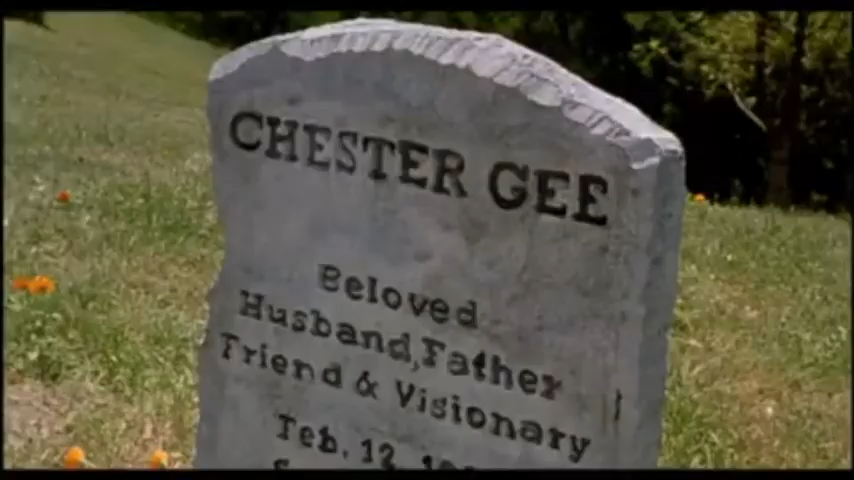 CHESTER GEE
Beloved
Husband, Father
Friend & Visionary
Feb. 12